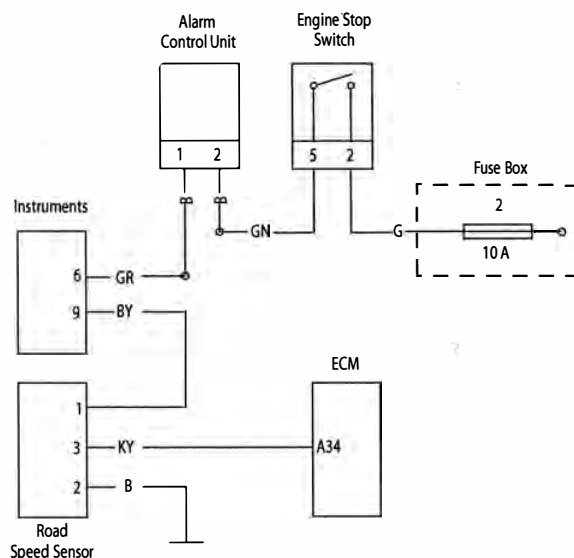 Alarm
Control Unit
Engine Stop
Switch
1 2
5 2
Fuse Box
2
10 A
Instruments
GN
G
6
GR
9
BY
ECM
1
3
KY
A34
2
B
Road
Speed Sensor